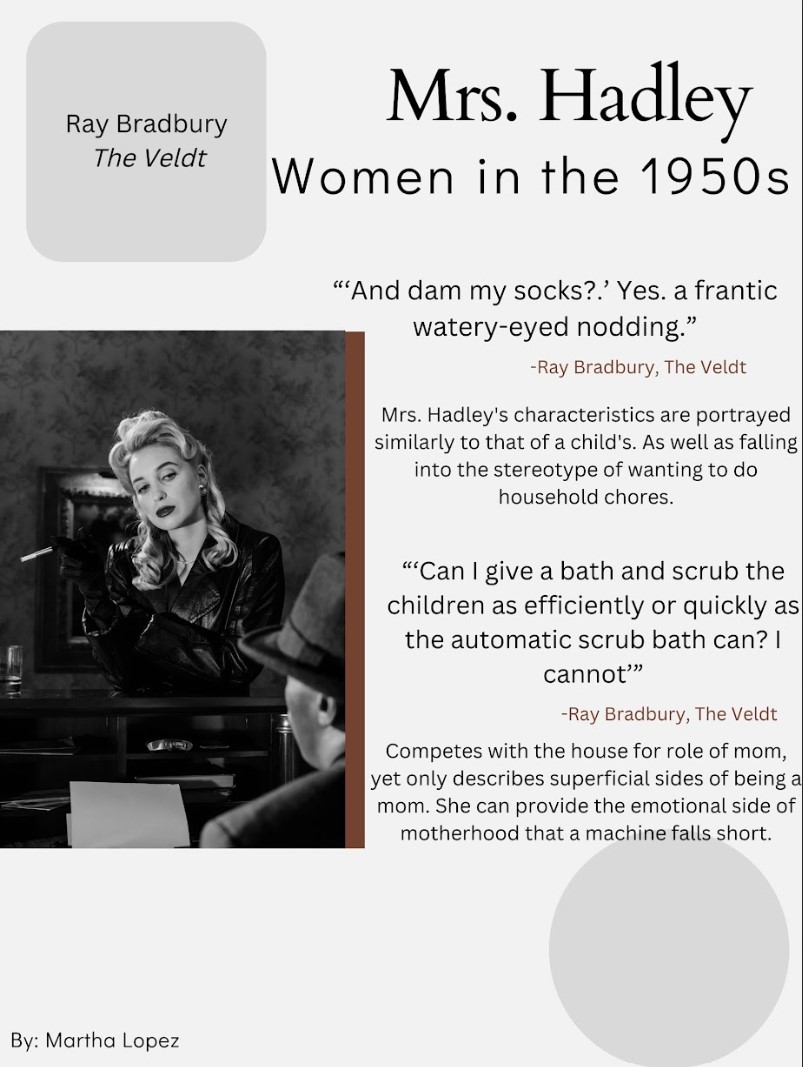 Ray Bradbury
The Veldt
Mrs. Hadley
Women in the 1950s
“‘And dam my socks?.’ Yes. a frantic
watery-eyed nodding.”
-Ray Bradbury, The Veldt
Mrs. Hadley's characteristics are portrayed
similarly to that of a child's. As well as falling
into the stereotype of wanting to do
household chores.
“‘Can I give a bath and scrub the
children as efficiently or quickly as
the automatic scrub bath can? I
cannot’”
-Ray Bradbury, The Veldt
Competes with the house for role of mom,
yet only describes superficial sides of being a
mom. She can provide the emotional side of
motherhood that a machine falls short.
By: Martha Lopez